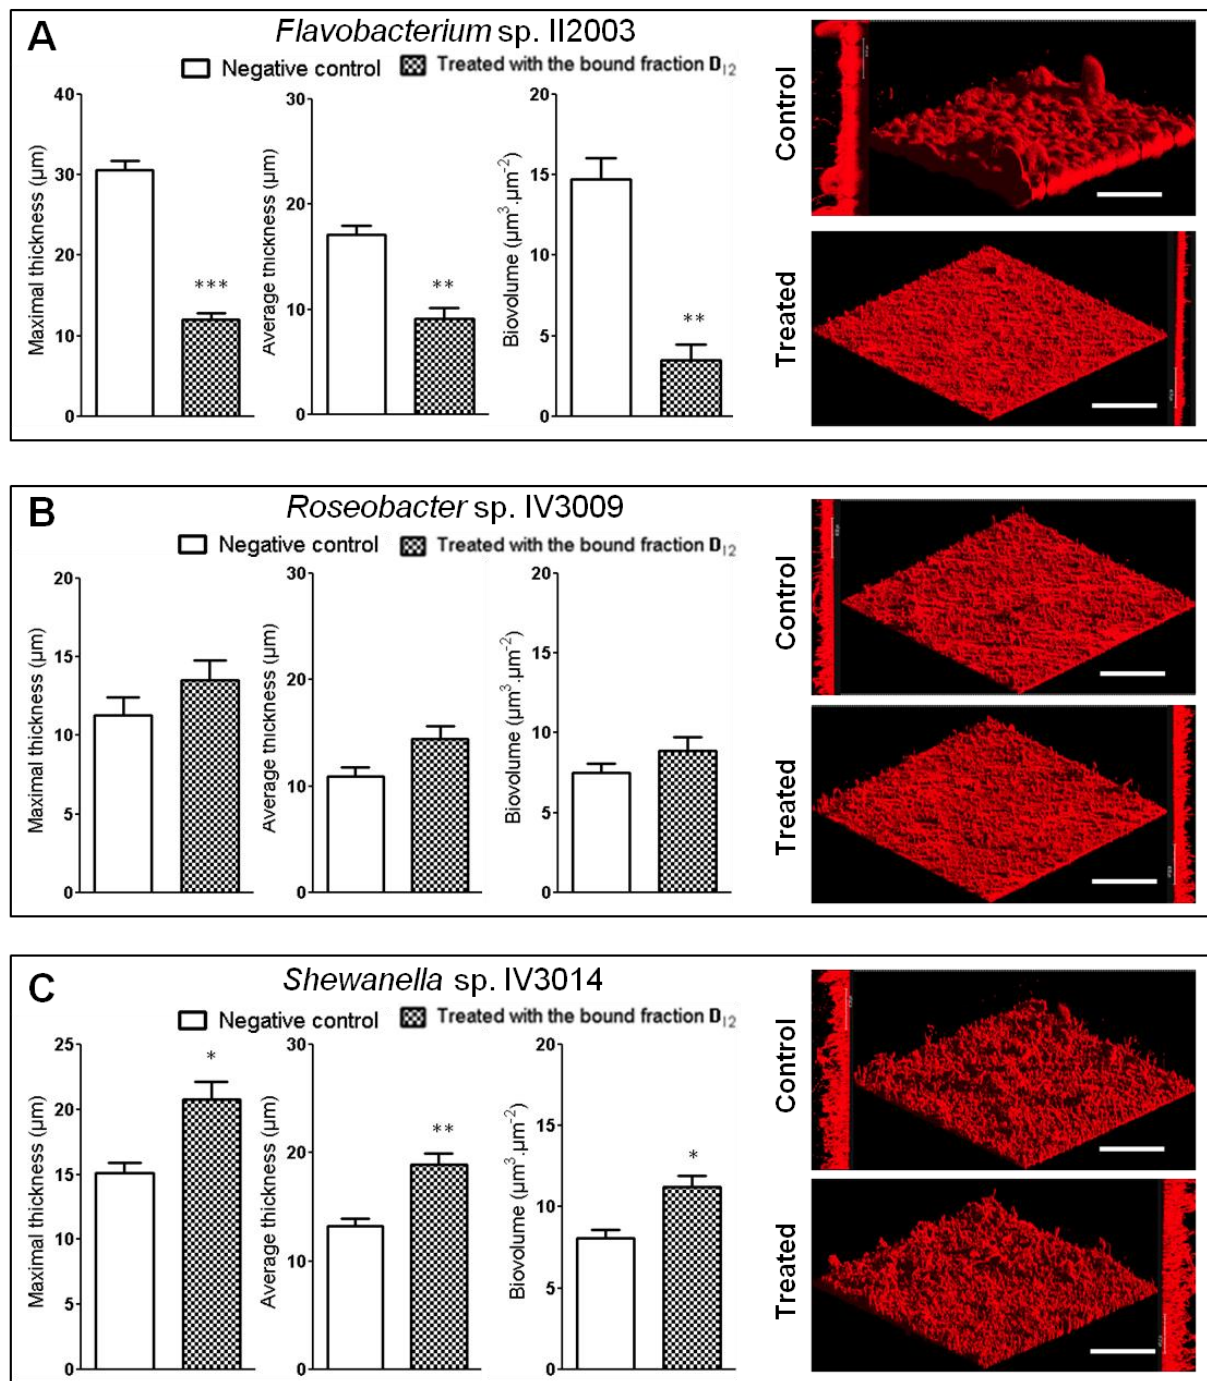 A
Flavobacterium sp. II2003
Negative control
Treated with the bound fraction D12
Maximal thickness (µm)
40
30
20
10
0
Average thickness (µm)
30
20
10
0
Biovolume (µm³.µm⁻²)
20
15
10
5
0
***
**
**
Control
Treated
B
Roseobacter sp. IV3009
Negative control
Treated with the bound fraction D12
Maximal thickness (µm)
20
15
10
5
0
Average thickness (µm)
30
20
10
0
Biovolume (µm³.µm⁻²)
20
15
10
5
0
Control
Treated
C
Shewanella sp. IV3014
Negative control
Treated with the bound fraction D12
Maximal thickness (µm)
25
20
15
10
5
0
Average thickness (µm)
30
20
10
0
Biovolume (µm³.µm⁻²)
20
15
10
5
0
*
**
*
Control
Treated